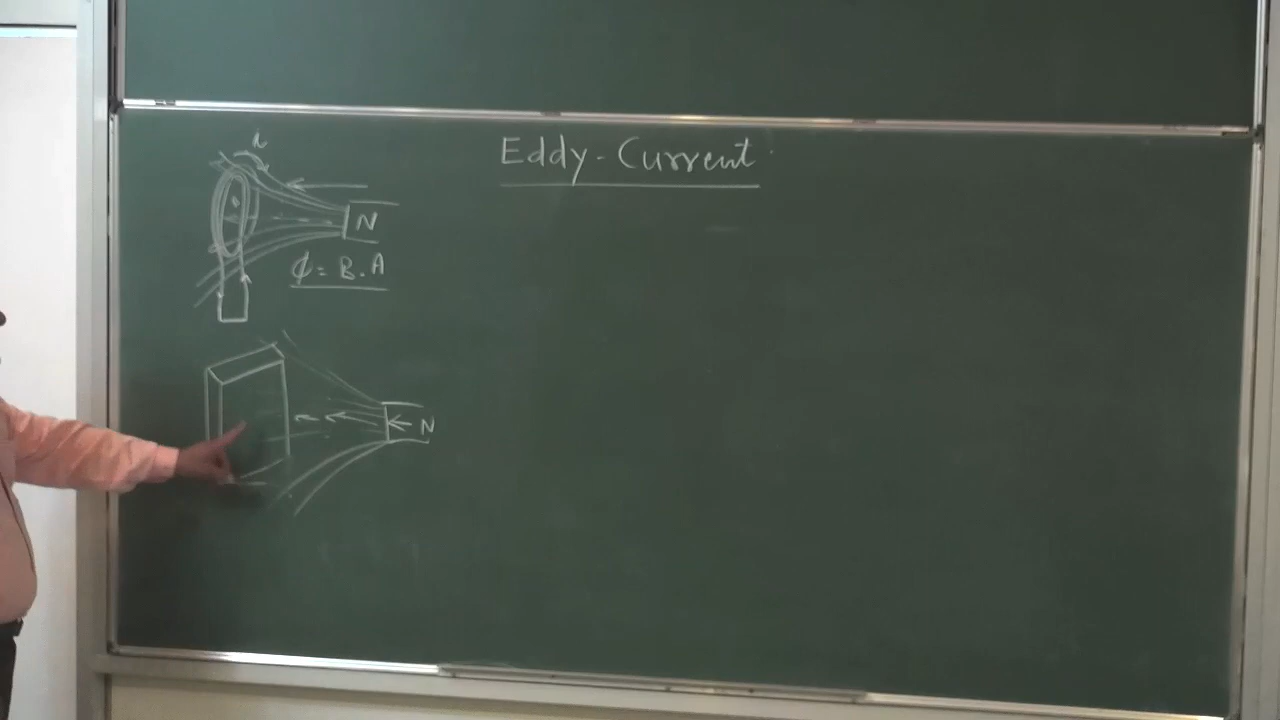 Eddy-Current
i
N
ϕ = B.A
N